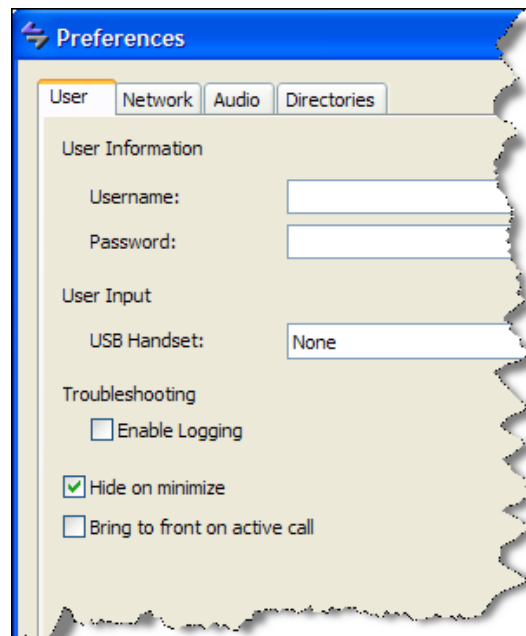 Preferences
User Network Audio Directories
User Information
Username:
Password:
User Input
USB Handset: None
Troubleshooting
Enable Logging
Hide on minimize
Bring to front on active call